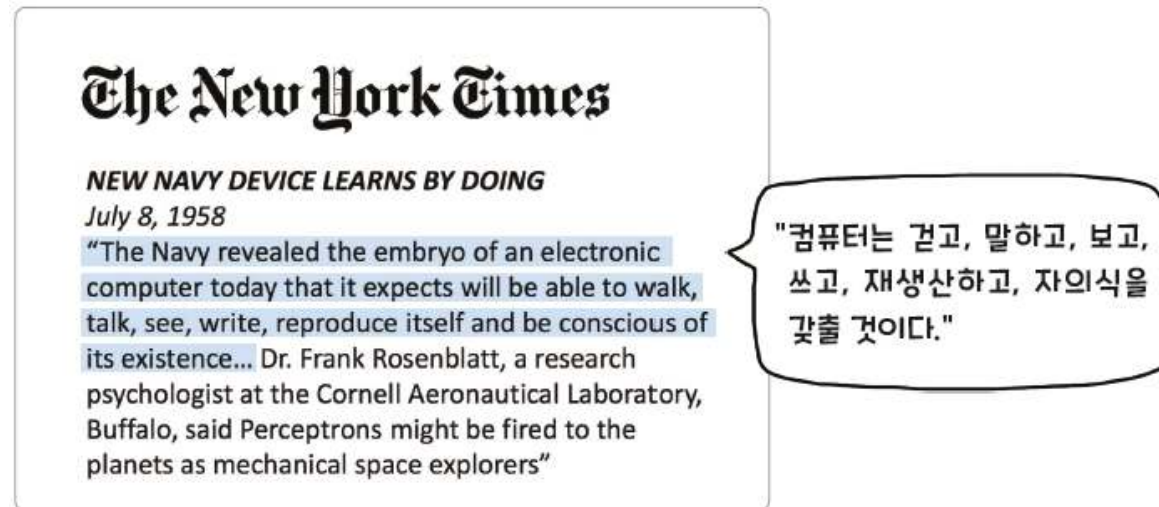 The New York Times
NEW NAVY DEVICE LEARNS BY DOING
July 8, 1958
“The Navy revealed the embryo of an electronic
computer today that it expects will be able to walk,
talk, see, write, reproduce itself and be conscious of
its existence... Dr. Frank Rosenblatt, a research
psychologist at the Cornell Aeronautical Laboratory,
Buffalo, said Perceptrons might be fired to the
planets as mechanical space explorers”
"컴퓨터는 걷고, 말하고, 보고,
쓰고, 재생산하고, 자의식을
갖출 것이다."